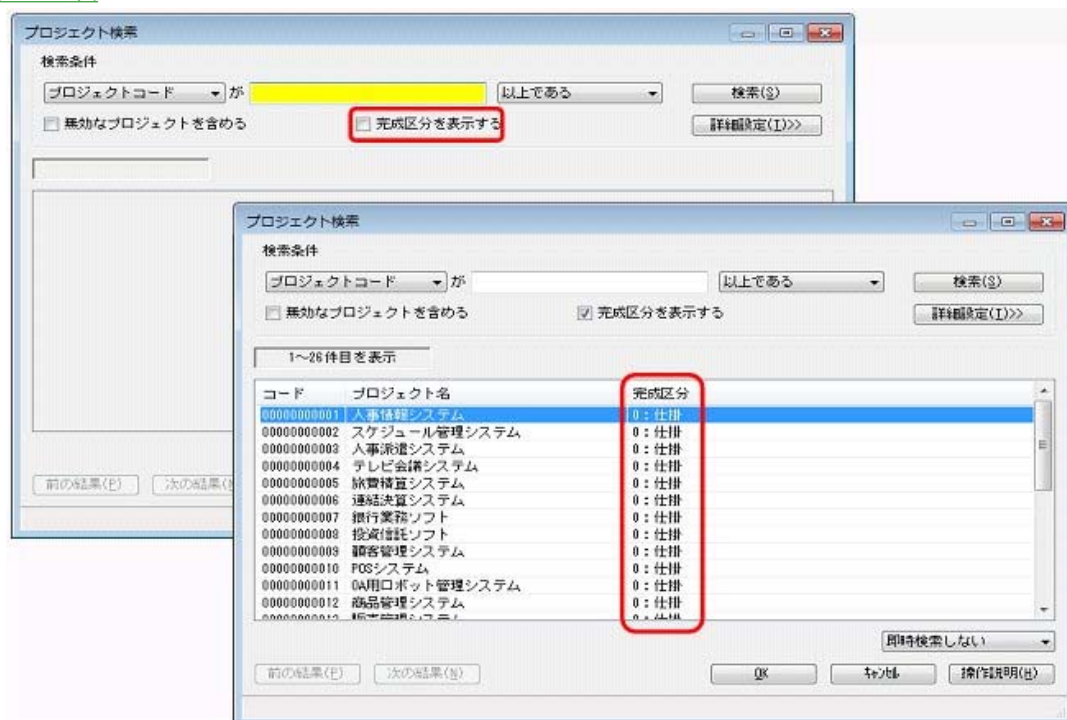 プロジェクト検索
検索条件
プロジェクトコード が 以上である 検索(S)
無効なプロジェクトを含める 完成区分を表示する 詳細設定(I)>>
前の結果(P) 次の結果(
プロジェクト検索
検索条件
プロジェクトコード が 以上である 検索(S)
無効なプロジェクトを含める 完成区分を表示する 詳細設定(I)>>
1～26件目を表示
コード プロジェクト名 完成区分
00000000001 人事情報システム 0：仕掛
00000000002 スケジュール管理システム 0：仕掛
00000000003 人事派遣システム 0：仕掛
00000000004 テレビ会議システム 0：仕掛
00000000005 旅費精算システム 0：仕掛
00000000006 連結決算システム 0：仕掛
00000000007 銀行業務ソフト 0：仕掛
00000000008 投資信託ソフト 0：仕掛
00000000009 顧客管理システム 0：仕掛
00000000010 POSシステム 0：仕掛
00000000011 OA用ロボット管理システム 0：仕掛
00000000012 商品管理システム 0：仕掛
00000000013 販売管理システム 0：仕掛
即時検索しない
前の結果(P) 次の結果(N) OK キャンセル 操作説明(H)